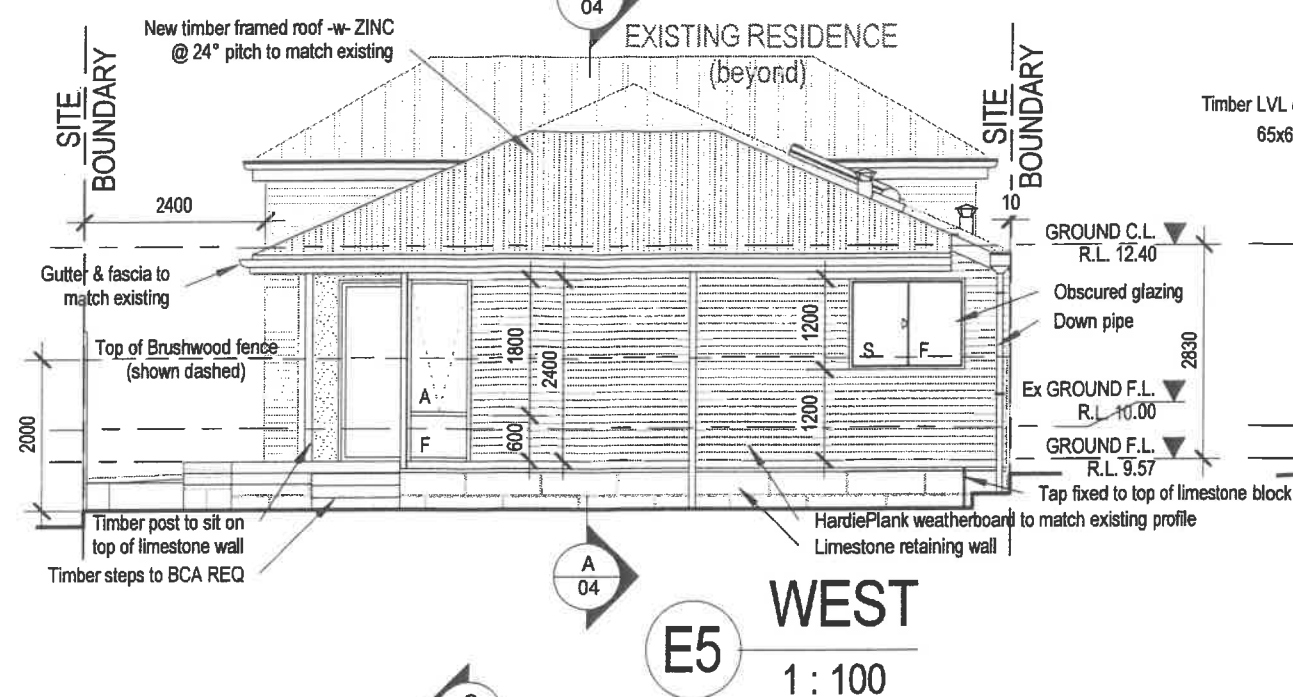 04
New timber framed roof -w- ZINC
@ 24° pitch to match existing
EXISTING RESIDENCE
(beyond)
SITE
BOUNDARY
SITE
BOUNDARY
Timber LVL
2400
10
GROUND C.L.
R.L. 12.40
Gutter & fascia to
match existing
Obscured glazing
Down pipe
1800
2400
1200
2830
Top of Brushwood fence
(shown dashed)
S F
A
F
2000
600
1200
Ex GROUND F.L.
R.L. 10.00
GROUND F.L.
R.L. 9.57
Tap fixed to top of limestone block
Timber post to sit on
top of limestone wall
HardiePlank weatherboard to match existing profile
Limestone retaining wall
Timber steps to BCA REQ
A
04
WEST
E5
1 : 100